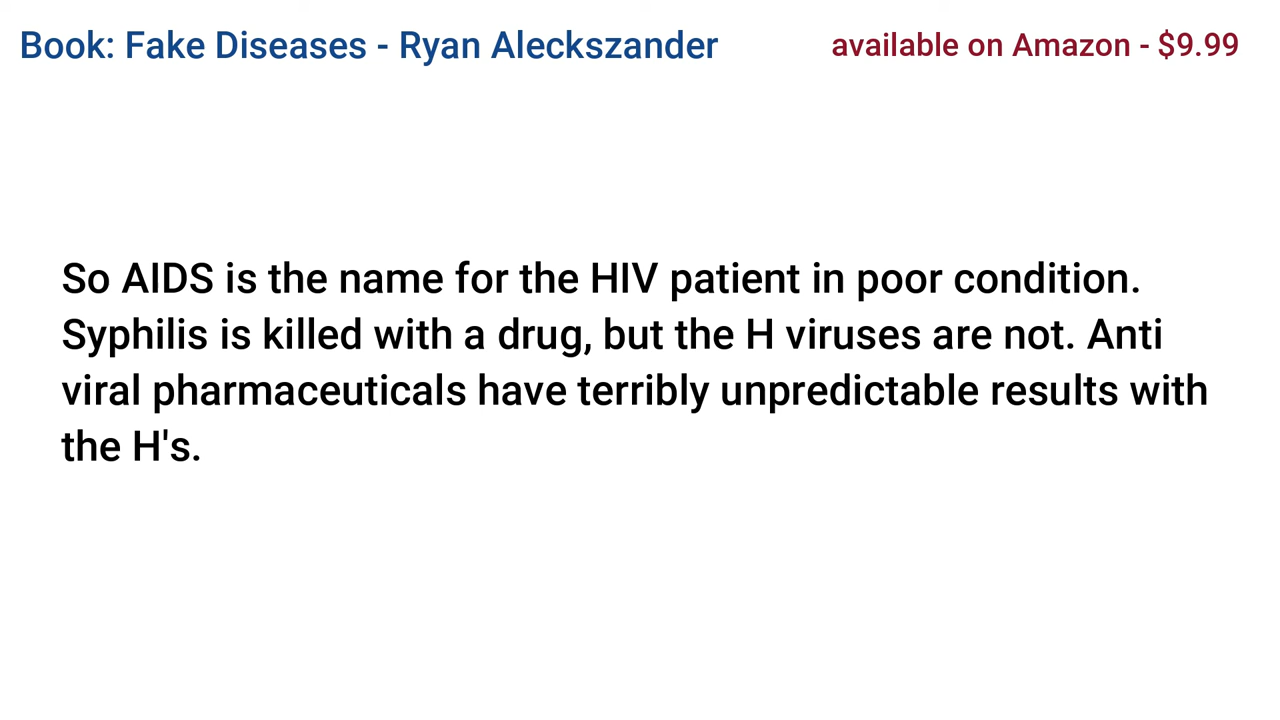 Book: Fake Diseases - Ryan Aleckszander
available on Amazon - $9.99
So AIDS is the name for the HIV patient in poor condition.
Syphilis is killed with a drug, but the H viruses are not. Anti
viral pharmaceuticals have terribly unpredictable results with
the H's.